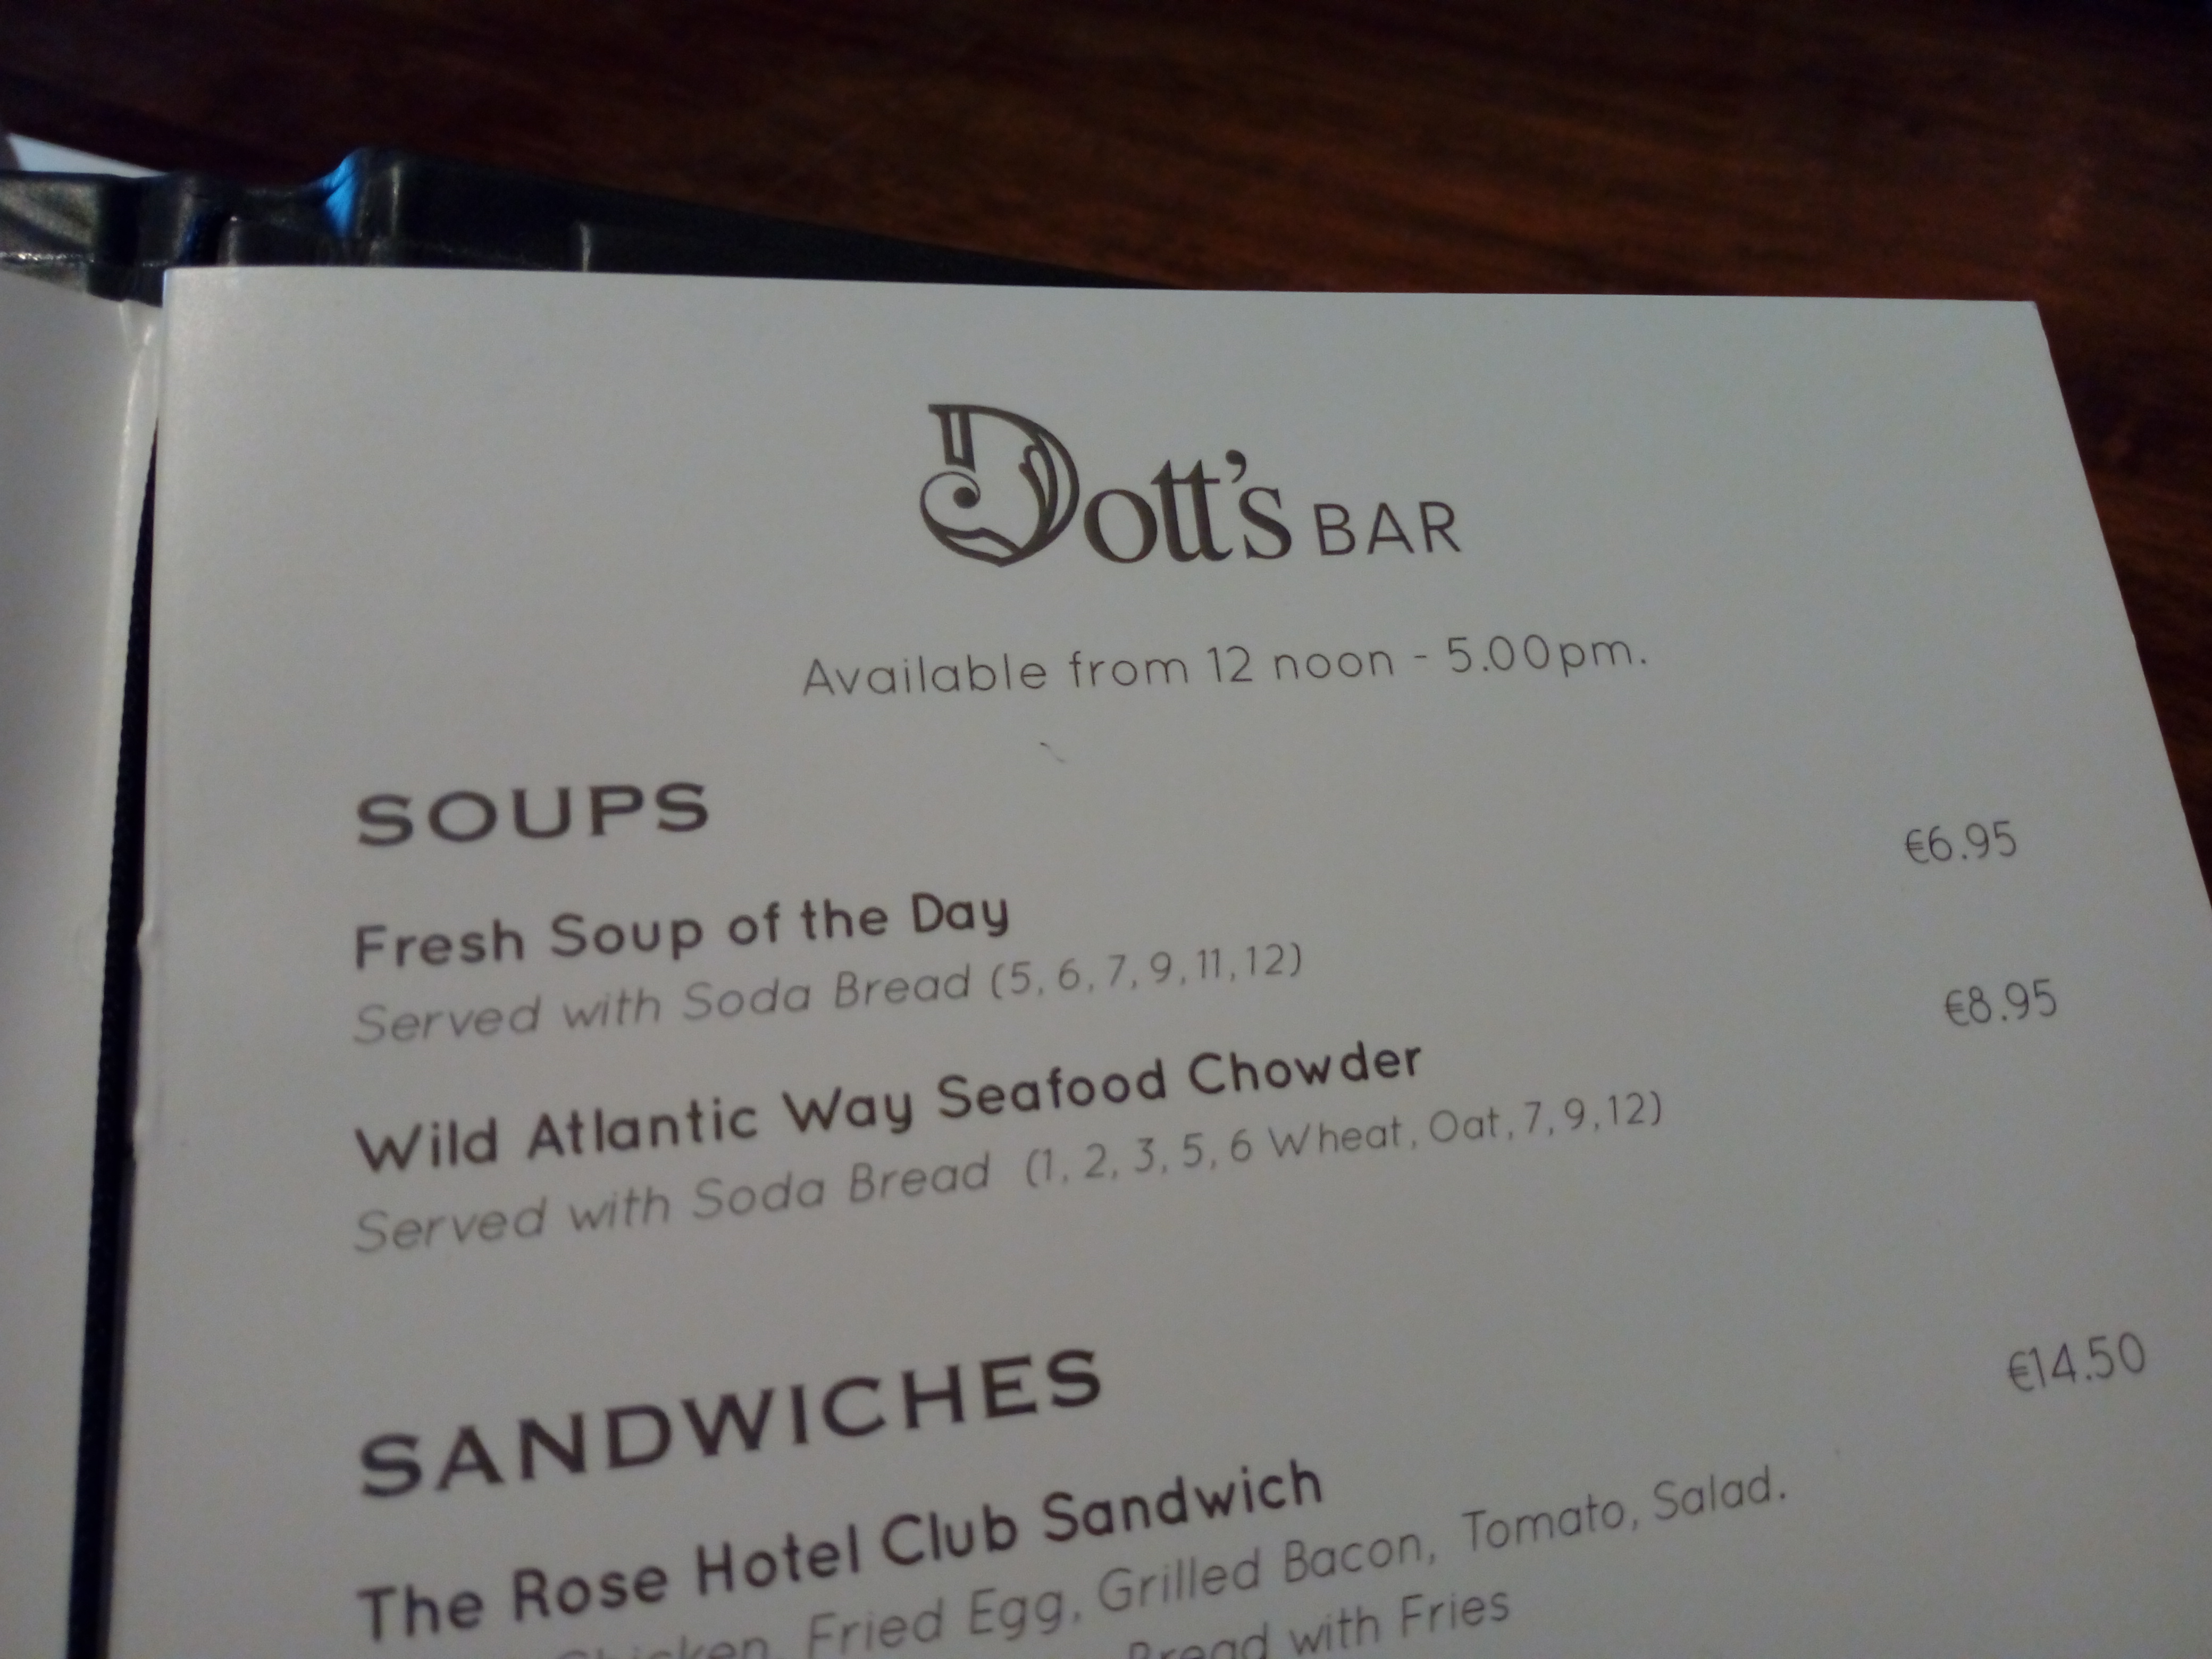 Dott's BAR
Available from 12 noon - 5.00pm.
SOUPS
Fresh Soup of the Day €6.95
Served with Soda Bread (5, 6, 7, 9, 11, 12)
Wild Atlantic Way Seafood Chowder €8.95
Served with Soda Bread (1, 2, 3, 5, 6 Wheat, Oat, 7, 9, 12)
SANDWICHES
The Rose Hotel Club Sandwich €14.50
Chicken, Fried Egg, Grilled Bacon, Tomato, Salad.
Bread with Fries